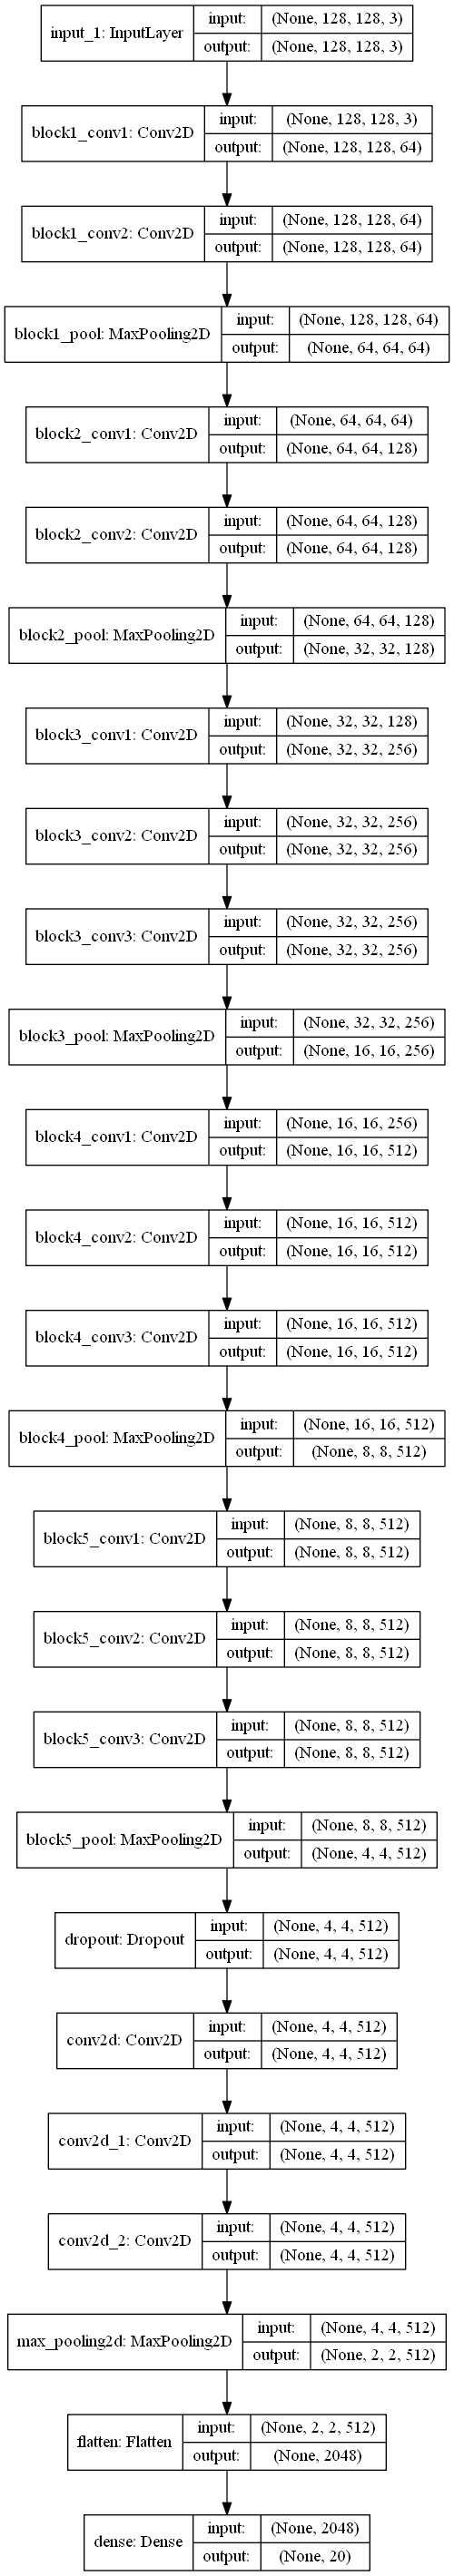 input_1: InputLayer
input: (None, 128, 128, 3)
output: (None, 128, 128, 3)
block1_conv1: Conv2D
input: (None, 128, 128, 3)
output: (None, 128, 128, 64)
block1_conv2: Conv2D
input: (None, 128, 128, 64)
output: (None, 128, 128, 64)
block1_pool: MaxPooling2D
input: (None, 128, 128, 64)
output: (None, 64, 64, 64)
block2_conv1: Conv2D
input: (None, 64, 64, 64)
output: (None, 64, 64, 128)
block2_conv2: Conv2D
input: (None, 64, 64, 128)
output: (None, 64, 64, 128)
block2_pool: MaxPooling2D
input: (None, 64, 64, 128)
output: (None, 32, 32, 128)
block3_conv1: Conv2D
input: (None, 32, 32, 128)
output: (None, 32, 32, 256)
block3_conv2: Conv2D
input: (None, 32, 32, 256)
output: (None, 32, 32, 256)
block3_conv3: Conv2D
input: (None, 32, 32, 256)
output: (None, 32, 32, 256)
block3_pool: MaxPooling2D
input: (None, 32, 32, 256)
output: (None, 16, 16, 256)
block4_conv1: Conv2D
input: (None, 16, 16, 256)
output: (None, 16, 16, 512)
block4_conv2: Conv2D
input: (None, 16, 16, 512)
output: (None, 16, 16, 512)
block4_conv3: Conv2D
input: (None, 16, 16, 512)
output: (None, 16, 16, 512)
block4_pool: MaxPooling2D
input: (None, 16, 16, 512)
output: (None, 8, 8, 512)
block5_conv1: Conv2D
input: (None, 8, 8, 512)
output: (None, 8, 8, 512)
block5_conv2: Conv2D
input: (None, 8, 8, 512)
output: (None, 8, 8, 512)
block5_conv3: Conv2D
input: (None, 8, 8, 512)
output: (None, 8, 8, 512)
block5_pool: MaxPooling2D
input: (None, 8, 8, 512)
output: (None, 4, 4, 512)
dropout: Dropout
input: (None, 4, 4, 512)
output: (None, 4, 4, 512)
conv2d: Conv2D
input: (None, 4, 4, 512)
output: (None, 4, 4, 512)
conv2d_1: Conv2D
input: (None, 4, 4, 512)
output: (None, 4, 4, 512)
conv2d_2: Conv2D
input: (None, 4, 4, 512)
output: (None, 4, 4, 512)
max_pooling2d: MaxPooling2D
input: (None, 4, 4, 512)
output: (None, 2, 2, 512)
flatten: Flatten
input: (None, 2, 2, 512)
output: (None, 2048)
dense: Dense
input: (None, 2048)
output: (None, 20)